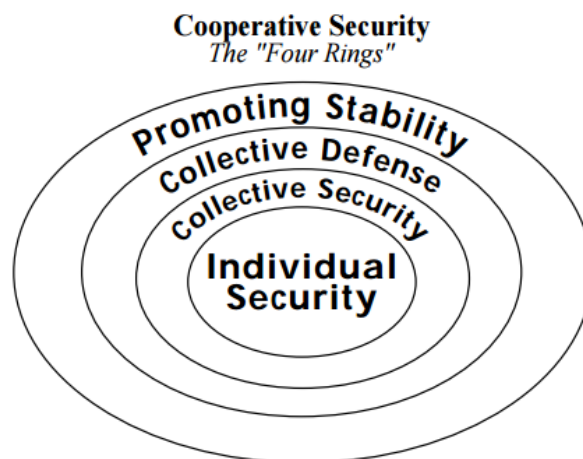 Cooperative Security
The "Four Rings"
Promoting Stability
Collective Defense
Collective Security
Individual
Security